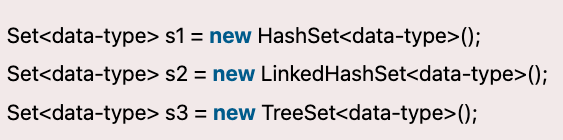 Set<data-type> s1 = new HashSet<data-type>();
Set<data-type> s2 = new LinkedHashSet<data-type>();
Set<data-type> s3 = new TreeSet<data-type>();